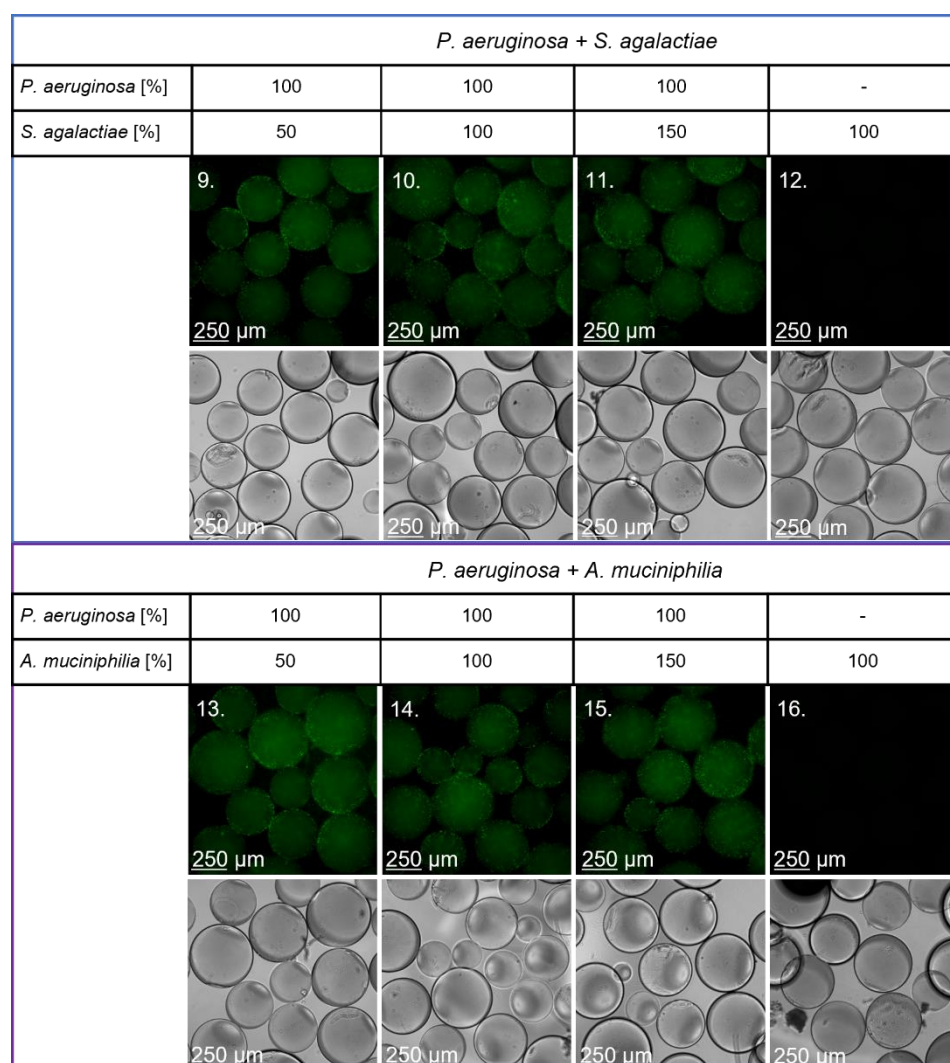 P. aeruginosa + S. agalactiae
P. aeruginosa [%] 100 100 100 -
S. agalactiae [%] 50 100 150 100
9. 10. 11. 12.
250 µm 250 µm 250 µm 250 µm
250 µm 250 µm 250 µm 250 µm
P. aeruginosa + A. muciniphilia
P. aeruginosa [%] 100 100 100 -
A. muciniphilia [%] 50 100 150 100
13. 14. 15. 16.
250 µm 250 µm 250 µm 250 µm
250 µm 250 µm 250 µm 250 µm